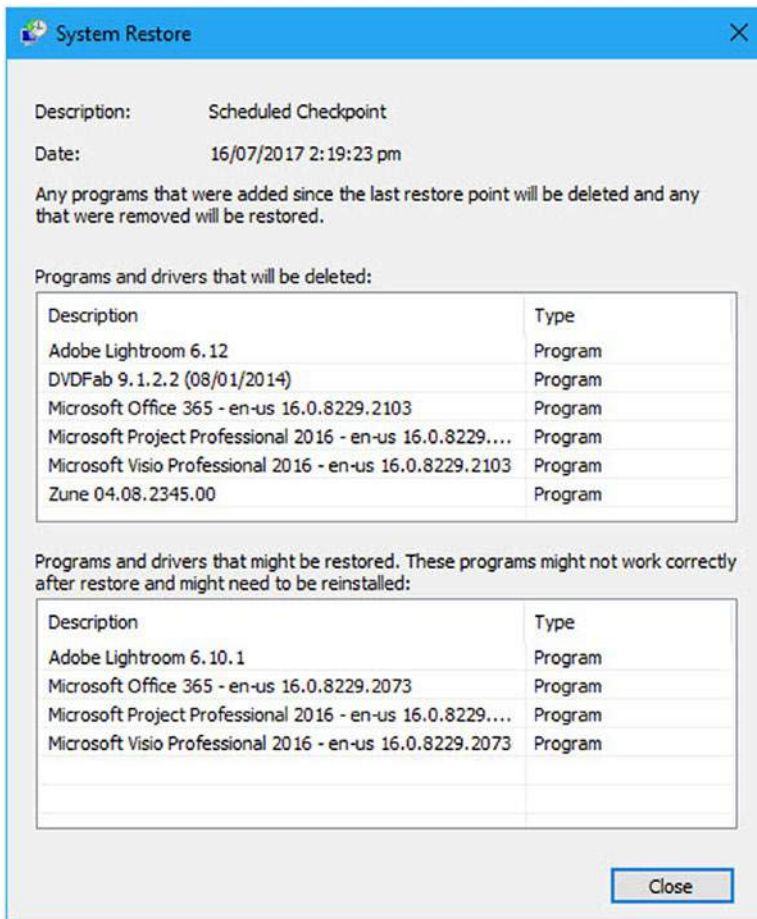 System Restore
Description: Scheduled Checkpoint
Date: 16/07/2017 2:19:23 pm
Any programs that were added since the last restore point will be deleted and any
that were removed will be restored.
Programs and drivers that will be deleted:
Description Type
Adobe Lightroom 6.12 Program
DVDFab 9.1.2.2 (08/01/2014) Program
Microsoft Office 365 - en-us 16.0.8229.2103 Program
Microsoft Project Professional 2016 - en-us 16.0.8229.... Program
Microsoft Visio Professional 2016 - en-us 16.0.8229.2103 Program
Zune 04.08.2345.00 Program
Programs and drivers that might be restored. These programs might not work correctly
after restore and might need to be reinstalled:
Description Type
Adobe Lightroom 6.10.1 Program
Microsoft Office 365 - en-us 16.0.8229.2073 Program
Microsoft Project Professional 2016 - en-us 16.0.8229.... Program
Microsoft Visio Professional 2016 - en-us 16.0.8229.2073 Program
Close